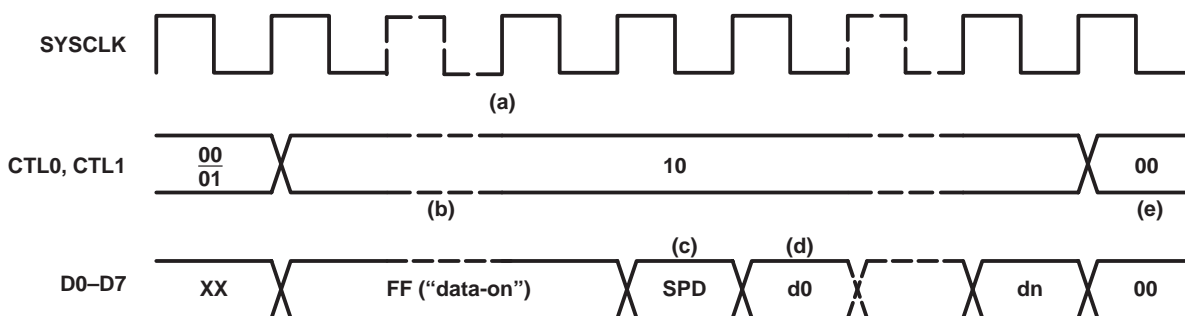 SYSCLK
(a)
CTL0, CTL1
00
01
10
00
(b)
(e)
(c)
(d)
D0–D7
XX
FF (“data-on”)
SPD
d0
dn
00